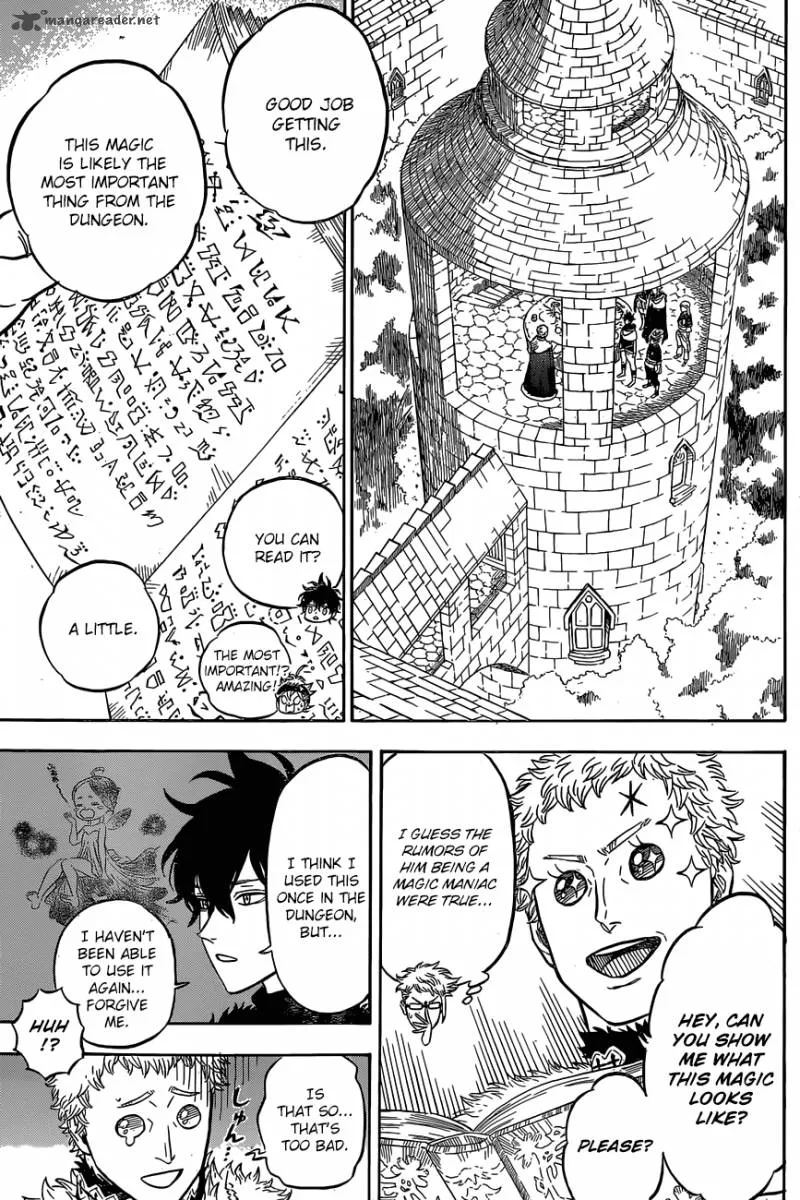 mangareader.net
GOOD JOB
GETTING
THIS.
THIS MAGIC
IS LIKELY THE
MOST IMPORTANT
THING FROM THE
DUNGEON.
YOU CAN
READ IT?
A LITTLE.
THE MOST
IMPORTANT!?
AMAZING!
HEY, CAN
YOU SHOW
ME WHAT
THIS MAGIC
LOOKS
LIKE?
PLEASE?
I GUESS THE
RUMORS OF
HIM BEING A
MAGIC MANIAC
WERE TRUE...
I THINK I
USED THIS
ONCE IN THE
DUNGEON,
BUT...
I HAVEN'T
BEEN ABLE
TO USE IT
AGAIN...
FORGIVE
ME.
IS
THAT SO...
THAT'S
TOO BAD.
HUH
!?